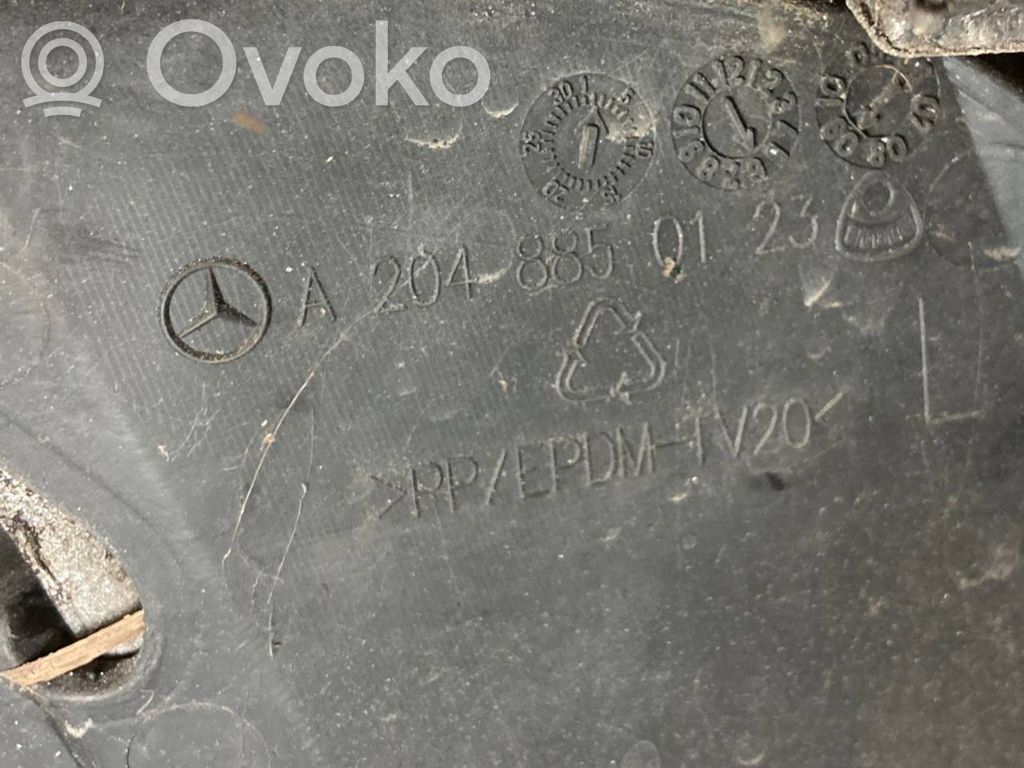 Ovoko
A 204 885 01 23
L
>PP/EPDM-TV20<